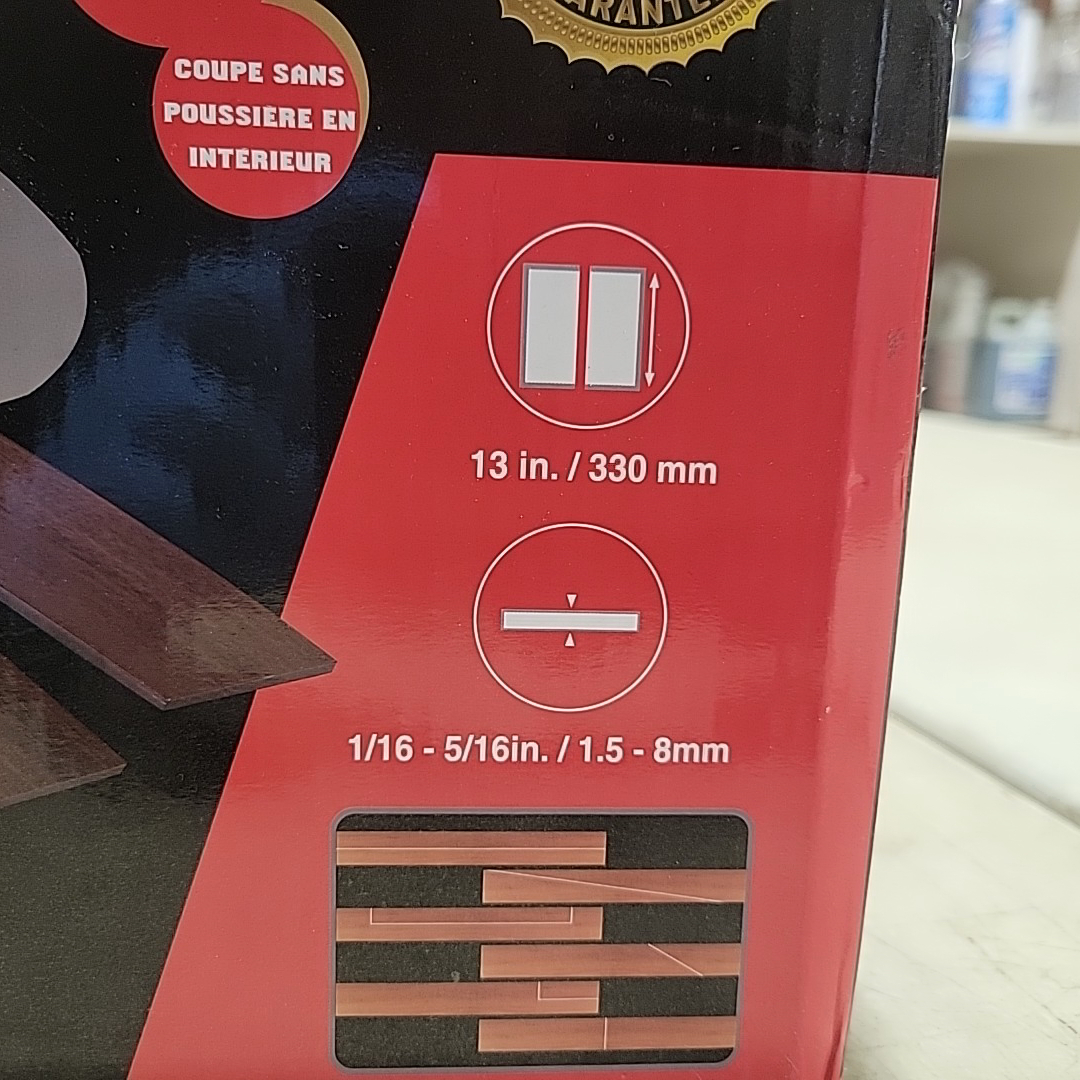 COUPE SANS
POUSSIÈRE EN
INTÉRIEUR
13 in. / 330 mm
1/16 - 5/16in. / 1.5 - 8mm